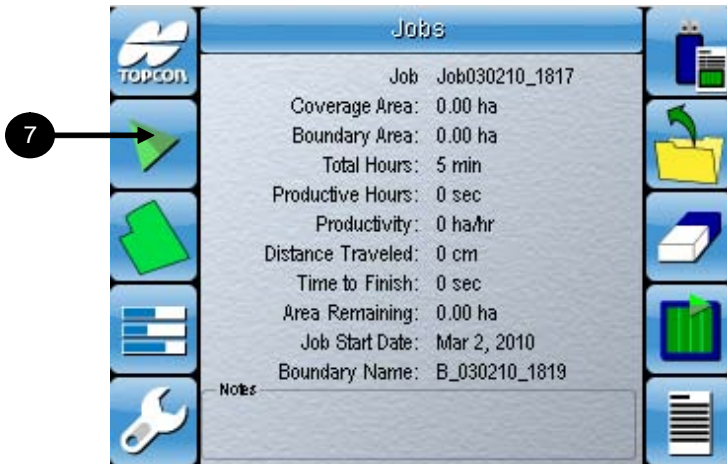 Jobs
TOPCON
7
Job Job030210_1817
Coverage Area: 0.00 ha
Boundary Area: 0.00 ha
Total Hours: 5 min
Productive Hours: 0 sec
Productivity: 0 ha/hr
Distance Traveled: 0 cm
Time to Finish: 0 sec
Area Remaining: 0.00 ha
Job Start Date: Mar 2, 2010
Boundary Name: B_030210_1819
Notes